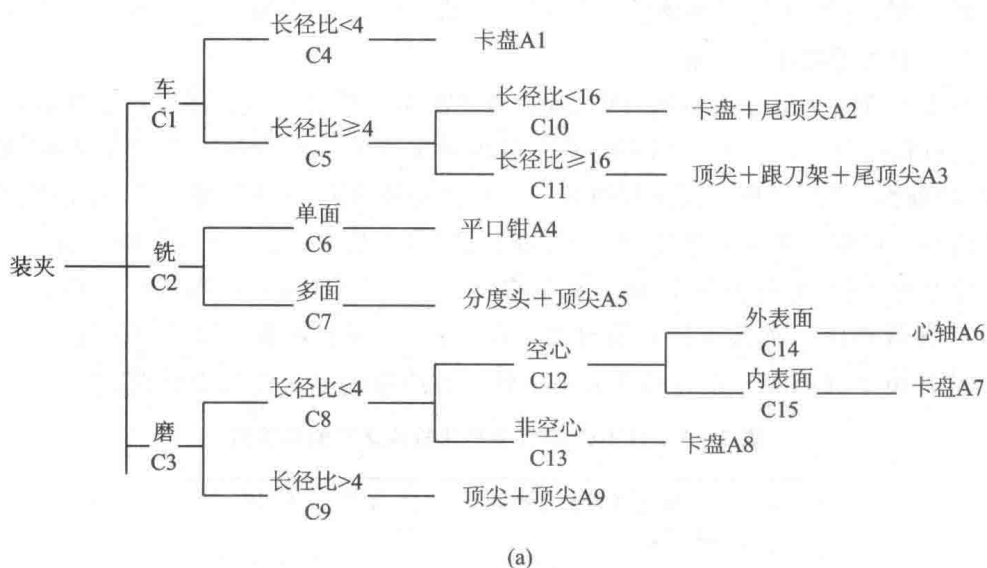 长径比<4
C4
卡盘A1
车
C1
长径比≥4
C5
长径比<16
C10
卡盘+尾顶尖A2
长径比≥16
C11
顶尖+跟刀架+尾顶尖A3
装夹
铣
C2
单面
C6
平口钳A4
多面
C7
分度头+顶尖A5
磨
C3
长径比<4
C8
空心
C12
外表面
C14
心轴A6
内表面
C15
卡盘A7
非空心
C13
卡盘A8
长径比>4
C9
顶尖+顶尖A9
(a)